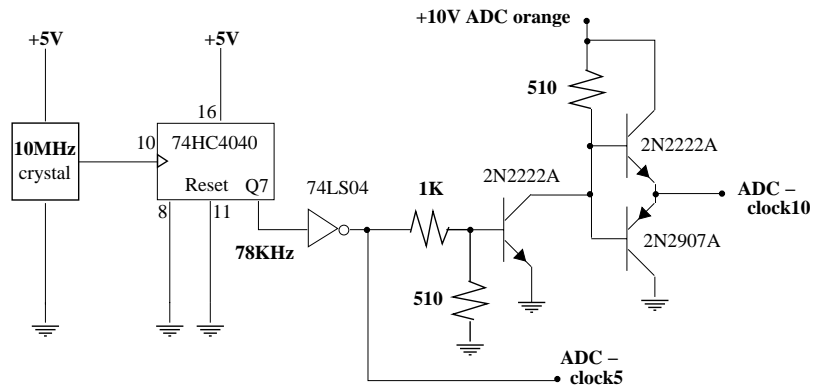 +10V ADC orange
+5V
+5V
510
16
10MHz
crystal
10
74HC4040
2N2222A
Reset
Q7
74LS04
2N2222A
1K
ADC –
clock10
8
11
78KHz
2N2907A
510
ADC –
clock5